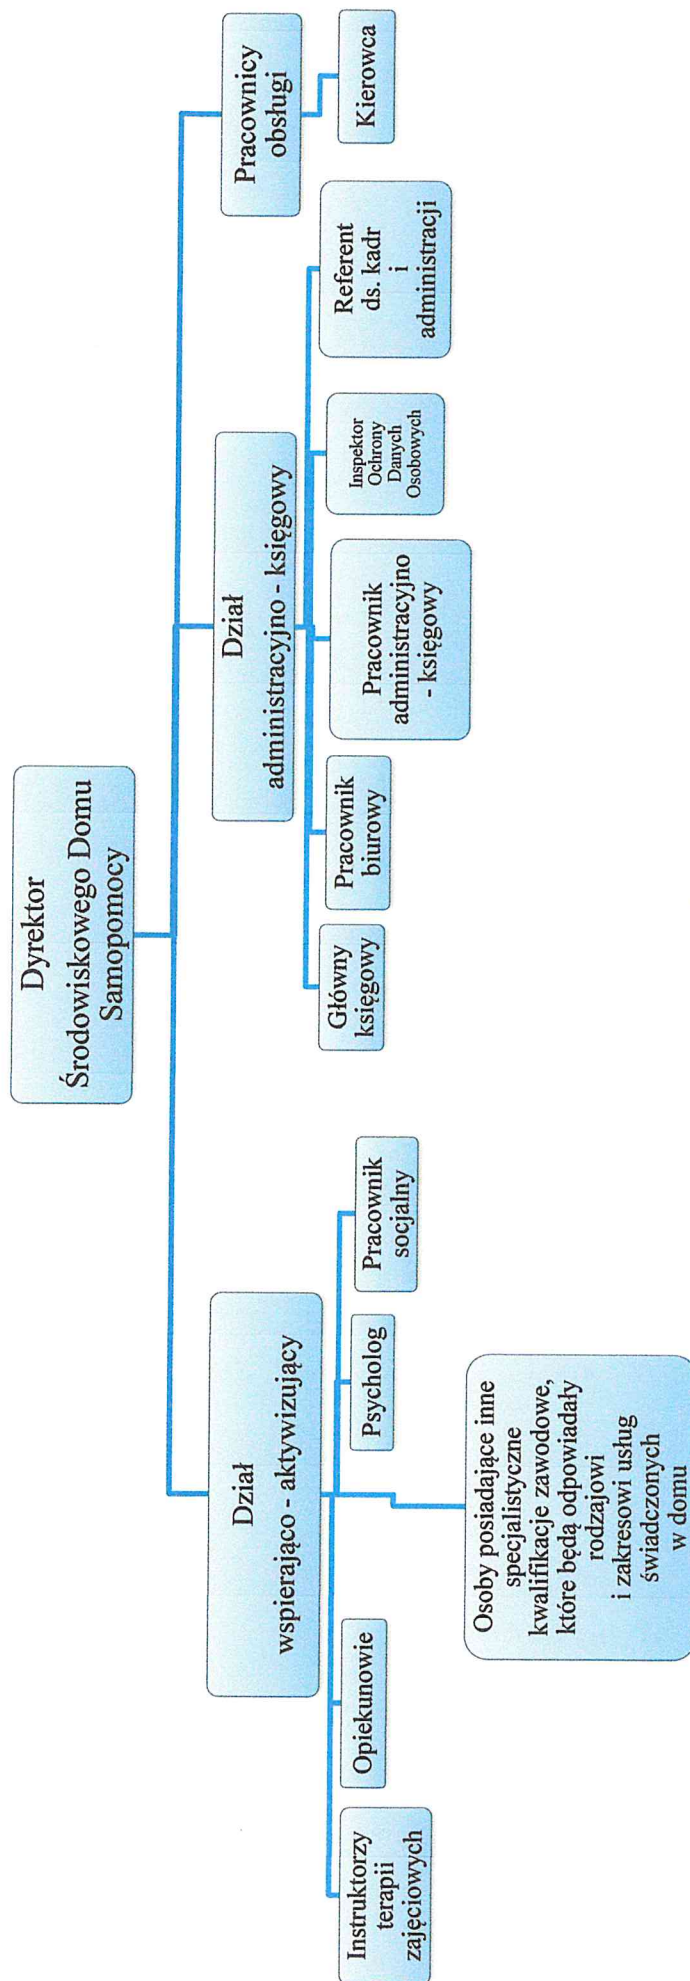 Dyrektor
Środowiskowego Domu
Samopomocy
Dział
wspierająco - aktywizujący
Dział
administracyjno - księgowy
Pracownicy
obsługi
Instruktorzy
terapii
zajęciowych
Opiekunowie
Osoby posiadające inne
specjalistyczne
kwalifikacje zawodowe,
które będą odpowiadały
rodzajowi
i zakresowi usług
świadczonych
w domu
Psycholog
Pracownik
socjalny
Główny
księgowy
Pracownik
biurowy
Pracownik
administracyjno
- księgowy
Inspektor
Ochrony
Danych
Osobowych
Referent
ds. kadr
i
administracji
Kierowca